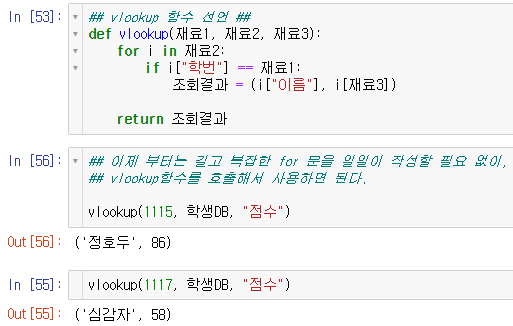 In [53]: ## vlookup 함수 선언 ##
def vlookup(재료1, 재료2, 재료3):
    for i in 재료2:
        if i["학번"] == 재료1:
            조회결과 = (i["이름"], i[재료3])
    return 조회결과
In [56]: ## 이제 부터는 길고 복잡한 for 문을 일일이 작성할 필요 없이,
## vlookup함수를 호출해서 사용하면 된다.
vlookup(1115, 학생DB, "점수")
Out[56]: ('정호두', 86)
In [55]: vlookup(1117, 학생DB, "점수")
Out[55]: ('심감자', 58)